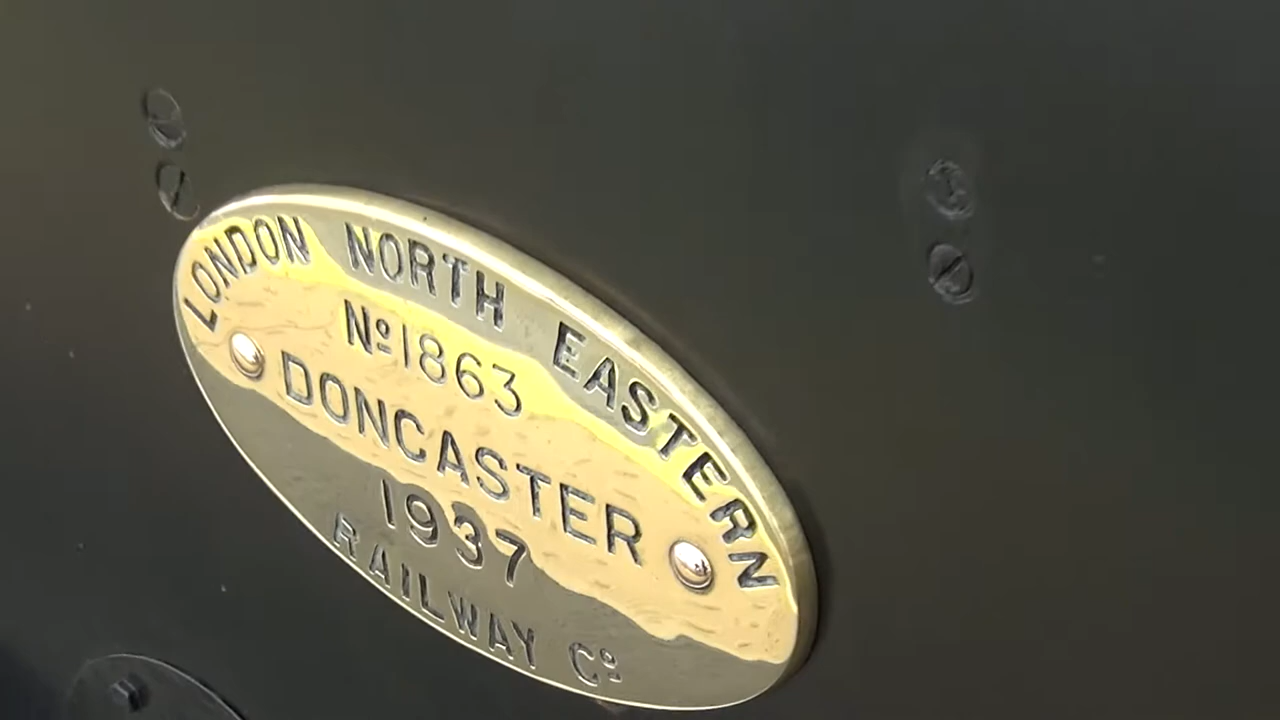 LONDON NORTH EASTERN
Nº1863
DONCASTER
1937
RAILWAY Cº